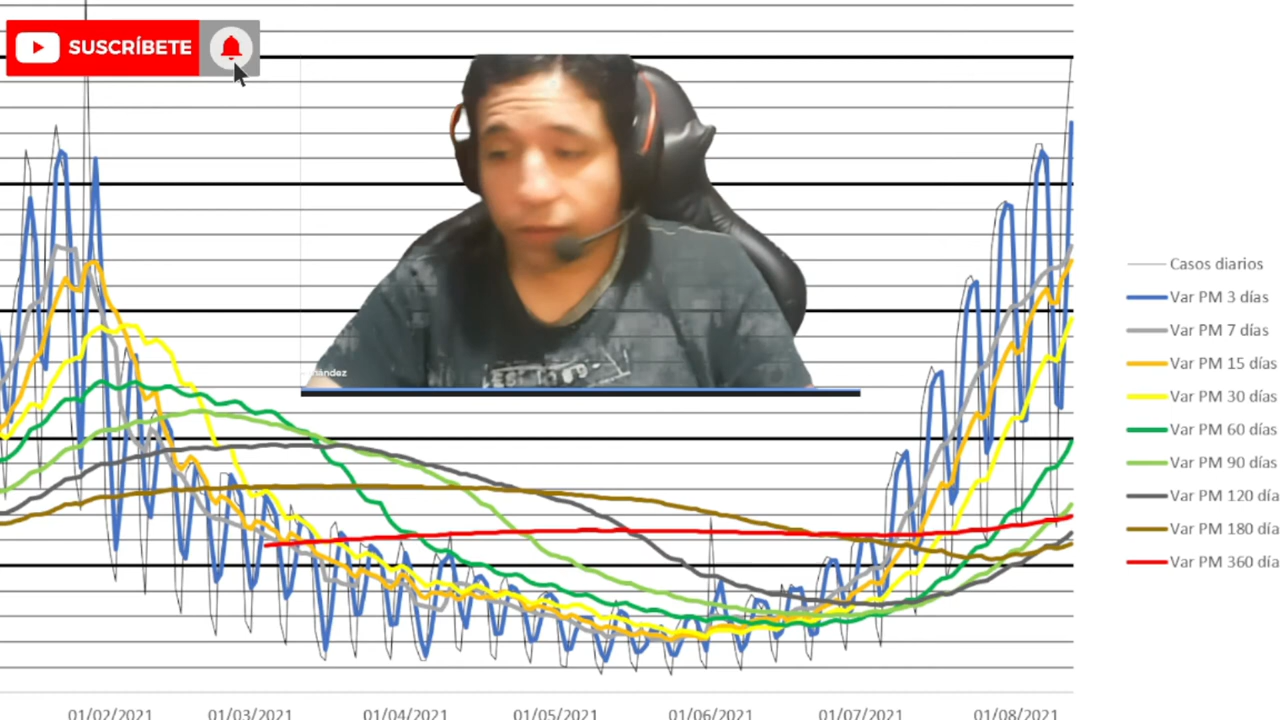 SUSCRÍBETE
nández
Casos diarios
Var PM 3 días
Var PM 7 días
Var PM 15 días
Var PM 30 días
Var PM 60 días
Var PM 90 días
Var PM 120 día
Var PM 180 día
Var PM 360 día
01/02/2021 01/03/2021 01/04/2021 01/05/2021 01/06/2021 01/07/2021 01/08/2021